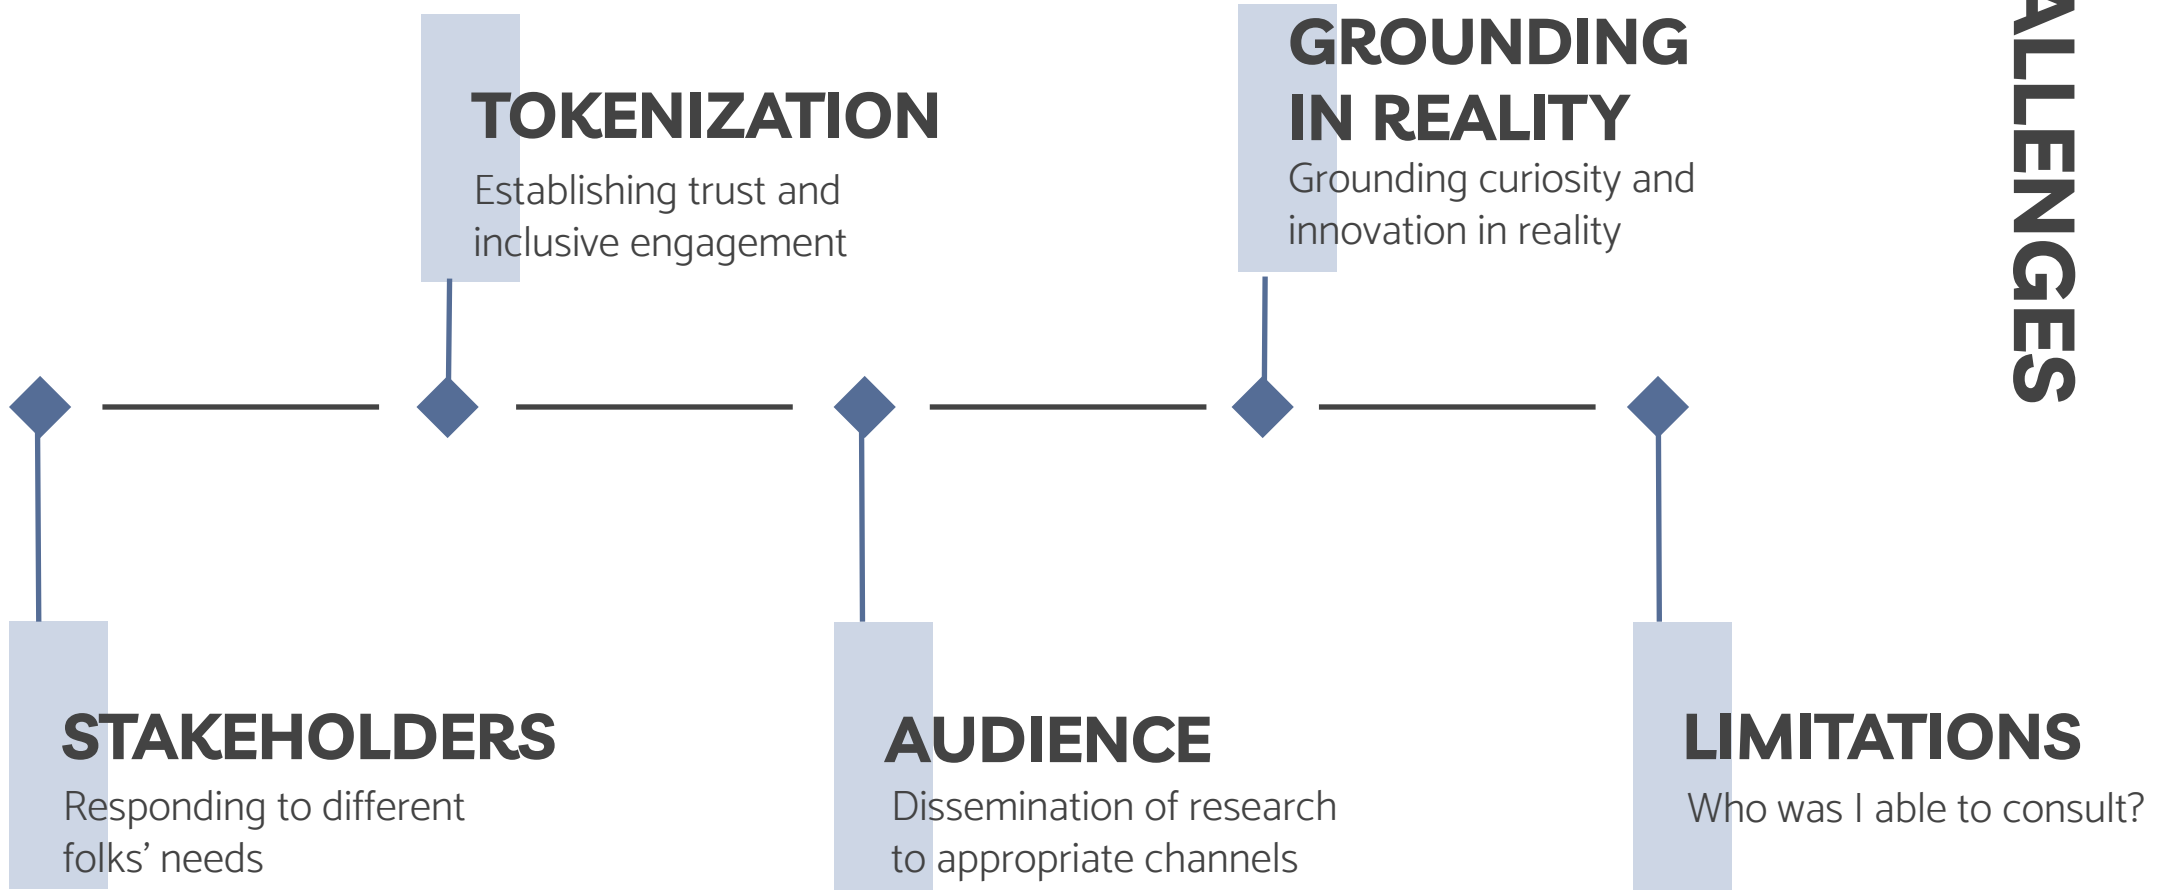 ALLENGES
TOKENIZATION
Establishing trust and
inclusive engagement
GROUNDING
IN REALITY
Grounding curiosity and
innovation in reality
STAKEHOLDERS
Responding to different
folks’ needs
AUDIENCE
Dissemination of research
to appropriate channels
LIMITATIONS
Who was I able to consult?